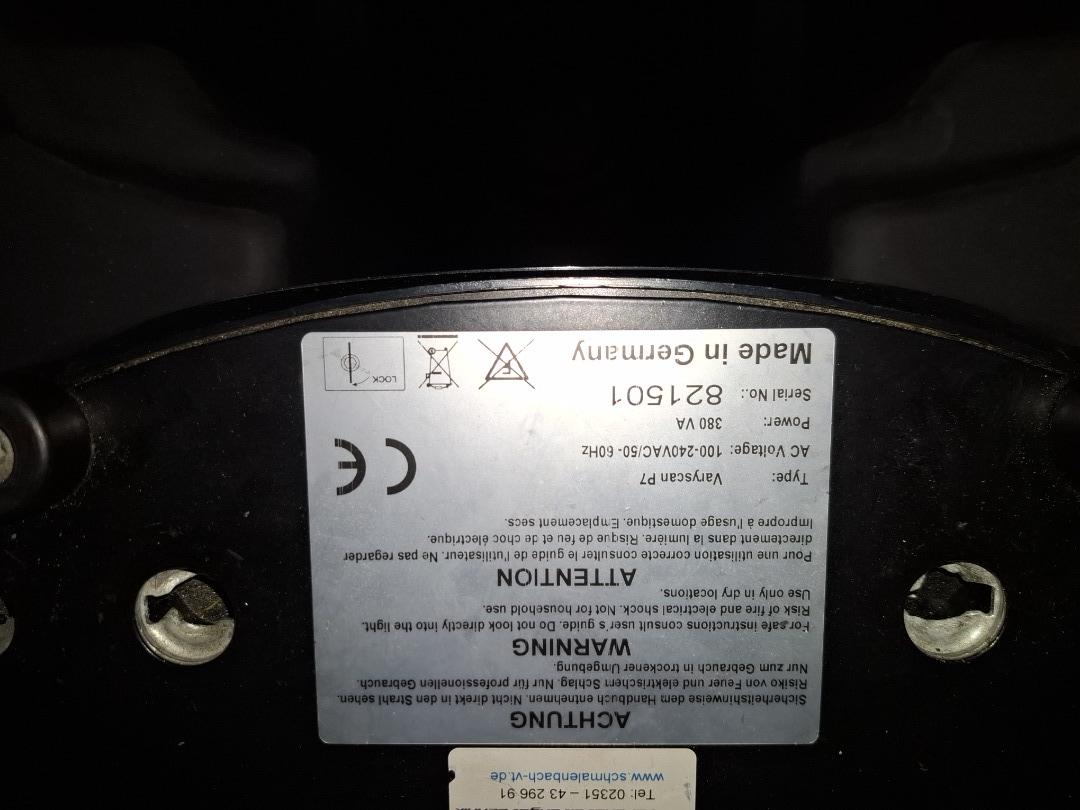 ACHTUNG
Sicherheitshinweise dem Handbuch entnehmen. Nicht direkt in den Strahl sehen.
Risiko von Feuer und elektrischem Schlag. Nur für professionellen Gebrauch.
Nur zum Gebrauch in trockener Umgebung.
WARNING
For safe instructions consult user´s guide. Do not look directly into the light.
Risk of fire and electrical shock. Not for household use.
Use only in dry locations.
ATTENTION
Pour une utilisation correcte consulter le guide de l'utilisateur. Ne pas regarder
directement dans la lumière. Risque de feu et de choc électrique.
Impropre à l'usage domestique. Emplacement secs.
Type: Varyscan P7
AC Voltage: 100-240VAC/50- 60Hz
Power: 380 VA
Serial No.: 821501
Made in Germany
CE
F
LOCK
Tel: 02351 – 43 296 91
www.schmalenbach-vt.de